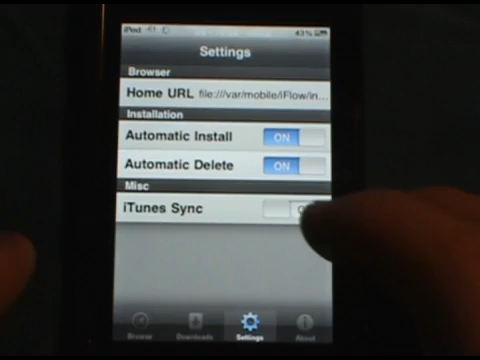 iPod
43%
Settings
Browser
Home URL file:///var/mobile/iFlow/in...
Installation
Automatic Install ON
Automatic Delete ON
Misc
iTunes Sync
Browser Downloads Settings About